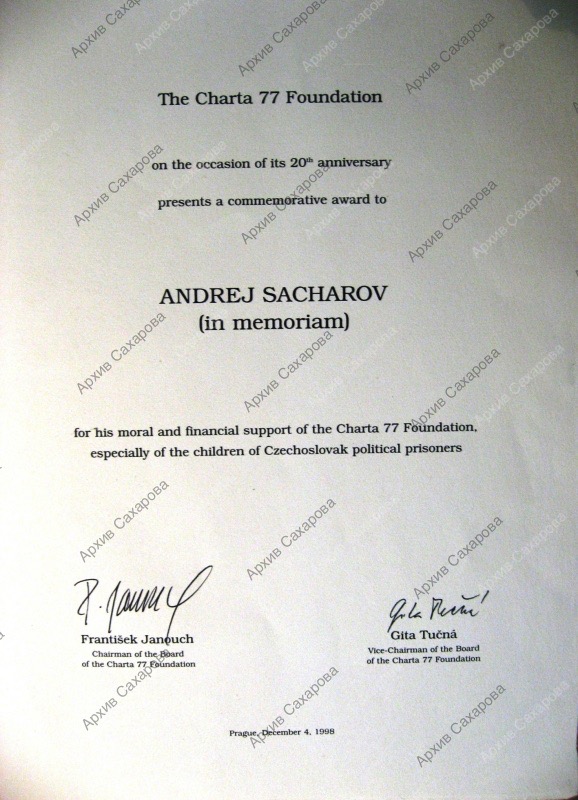 The Charta 77 Foundation
on the occasion of its 20th anniversary
presents a commemorative award to
ANDREJ SACHAROV
(in memoriam)
for his moral and financial support of the Charta 77 Foundation,
especially of the children of Czechoslovak political prisoners
František Janouch
Chairman of the Board
of the Charta 77 Foundation
Gita Tučná
Vice-Chairman of the Board
of the Charta 77 Foundation
Prague, December 4, 1998
Архив Сахарова